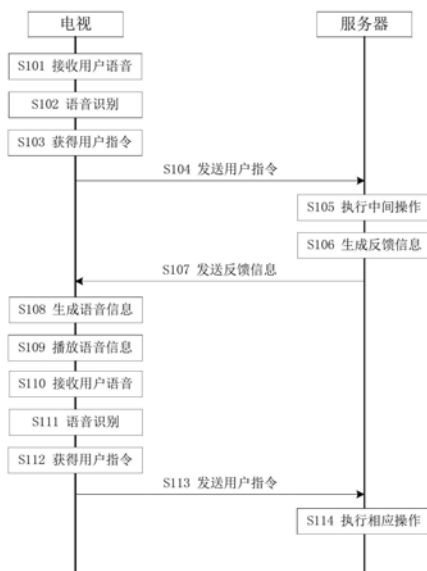 电视
服务器
S101 接收用户语音
S102 语音识别
S103 获得用户指令
S104 发送用户指令
S105 执行中间操作
S106 生成反馈信息
S107 发送反馈信息
S108 生成语音信息
S109 播放语音信息
S110 接收用户语音
S111 语音识别
S112 获得用户指令
S113 发送用户指令
S114 执行相应操作